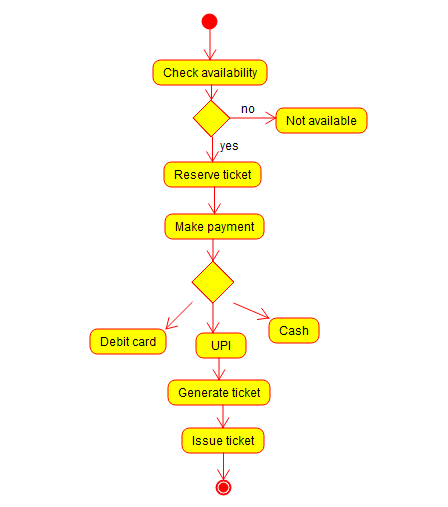 Check availability
no
Not available
yes
Reserve ticket
Make payment
Cash
Debit card
UPI
Generate ticket
Issue ticket